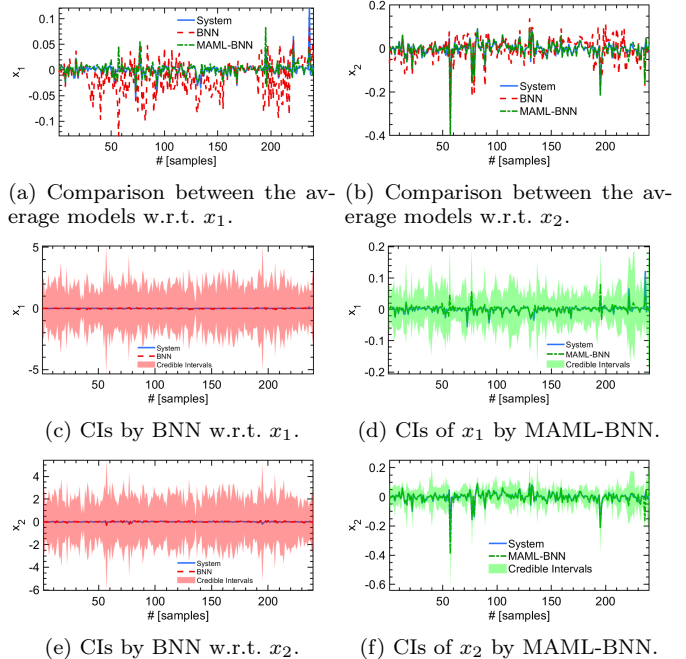 System
BNN
MAML-BNN
0.1
0.05
0
-0.05
-0.1
x1
50 100 150 200
# [samples]
0.2
0
-0.2
-0.4
x2
System
BNN
MAML-BNN
50 100 150 200
# [samples]
(a) Comparison between the av-
erage models w.r.t. x1.
(b) Comparison between the av-
erage models w.r.t. x2.
5
0
-5
x1
System
BNN
Credible Intervals
50 100 150 200
# [samples]
0.2
0.1
0
-0.1
-0.2
x1
System
MAML-BNN
Credible Intervals
50 100 150 200
# [samples]
(c) CIs by BNN w.r.t. x1.
(d) CIs of x1 by MAML-BNN.
4
2
0
-2
-4
-6
x2
System
BNN
Credible Intervals
50 100 150 200
# [samples]
0.2
0
-0.2
-0.4
-0.6
x2
System
MAML-BNN
Credible Intervals
50 100 150 200
# [samples]
(e) CIs by BNN w.r.t. x2.
(f) CIs of x2 by MAML-BNN.